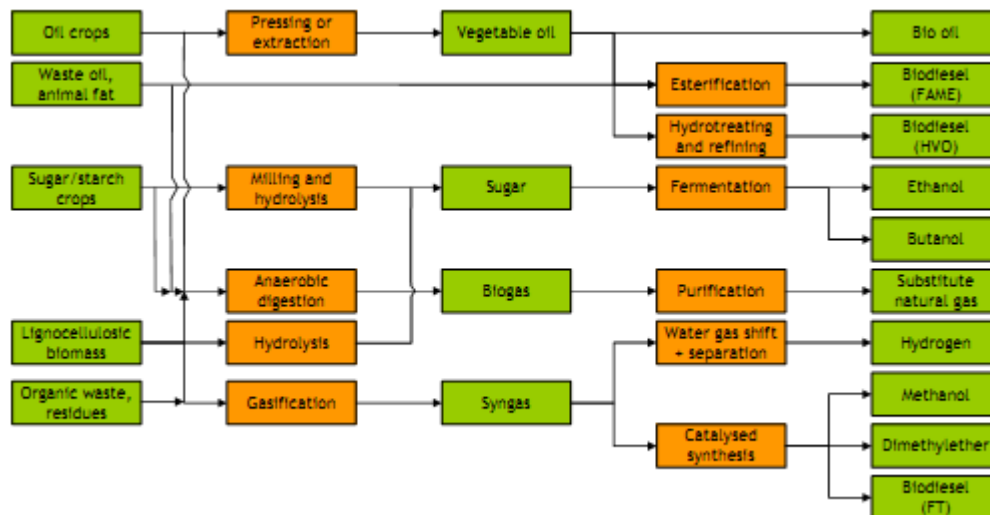 Oil crops
Pressing or
extraction
Vegetable oil
Bio oil
Waste oil,
animal fat
Esterification
Biodiesel
(FAME)
Hydrotreating
and refining
Biodiesel
(HVO)
Sugar/starch
crops
Milling and
hydrolysis
Sugar
Fermentation
Ethanol
Butanol
Anaerobic
digestion
Biogas
Purification
Substitute
natural gas
Lignocellulosic
biomass
Hydrolysis
Water gas shift
+ separation
Hydrogen
Organic waste,
residues
Gasification
Syngas
Methanol
Catalysed
synthesis
Dimethylether
Biodiesel
(FT)